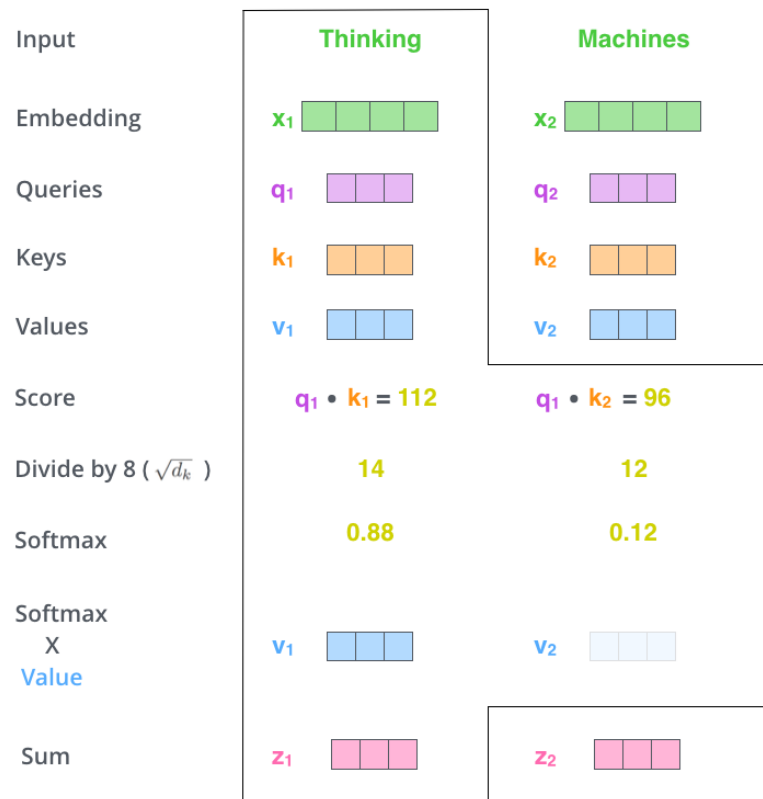 Input Thinking Machines
Embedding x₁ x₂
Queries q₁ q₂
Keys k₁ k₂
Values v₁ v₂
Score q₁ • k₁ = 112 q₁ • k₂ = 96
Divide by 8 ( √dₖ ) 14 12
Softmax 0.88 0.12
Softmax
X
Value v₁ v₂
Sum z₁ z₂